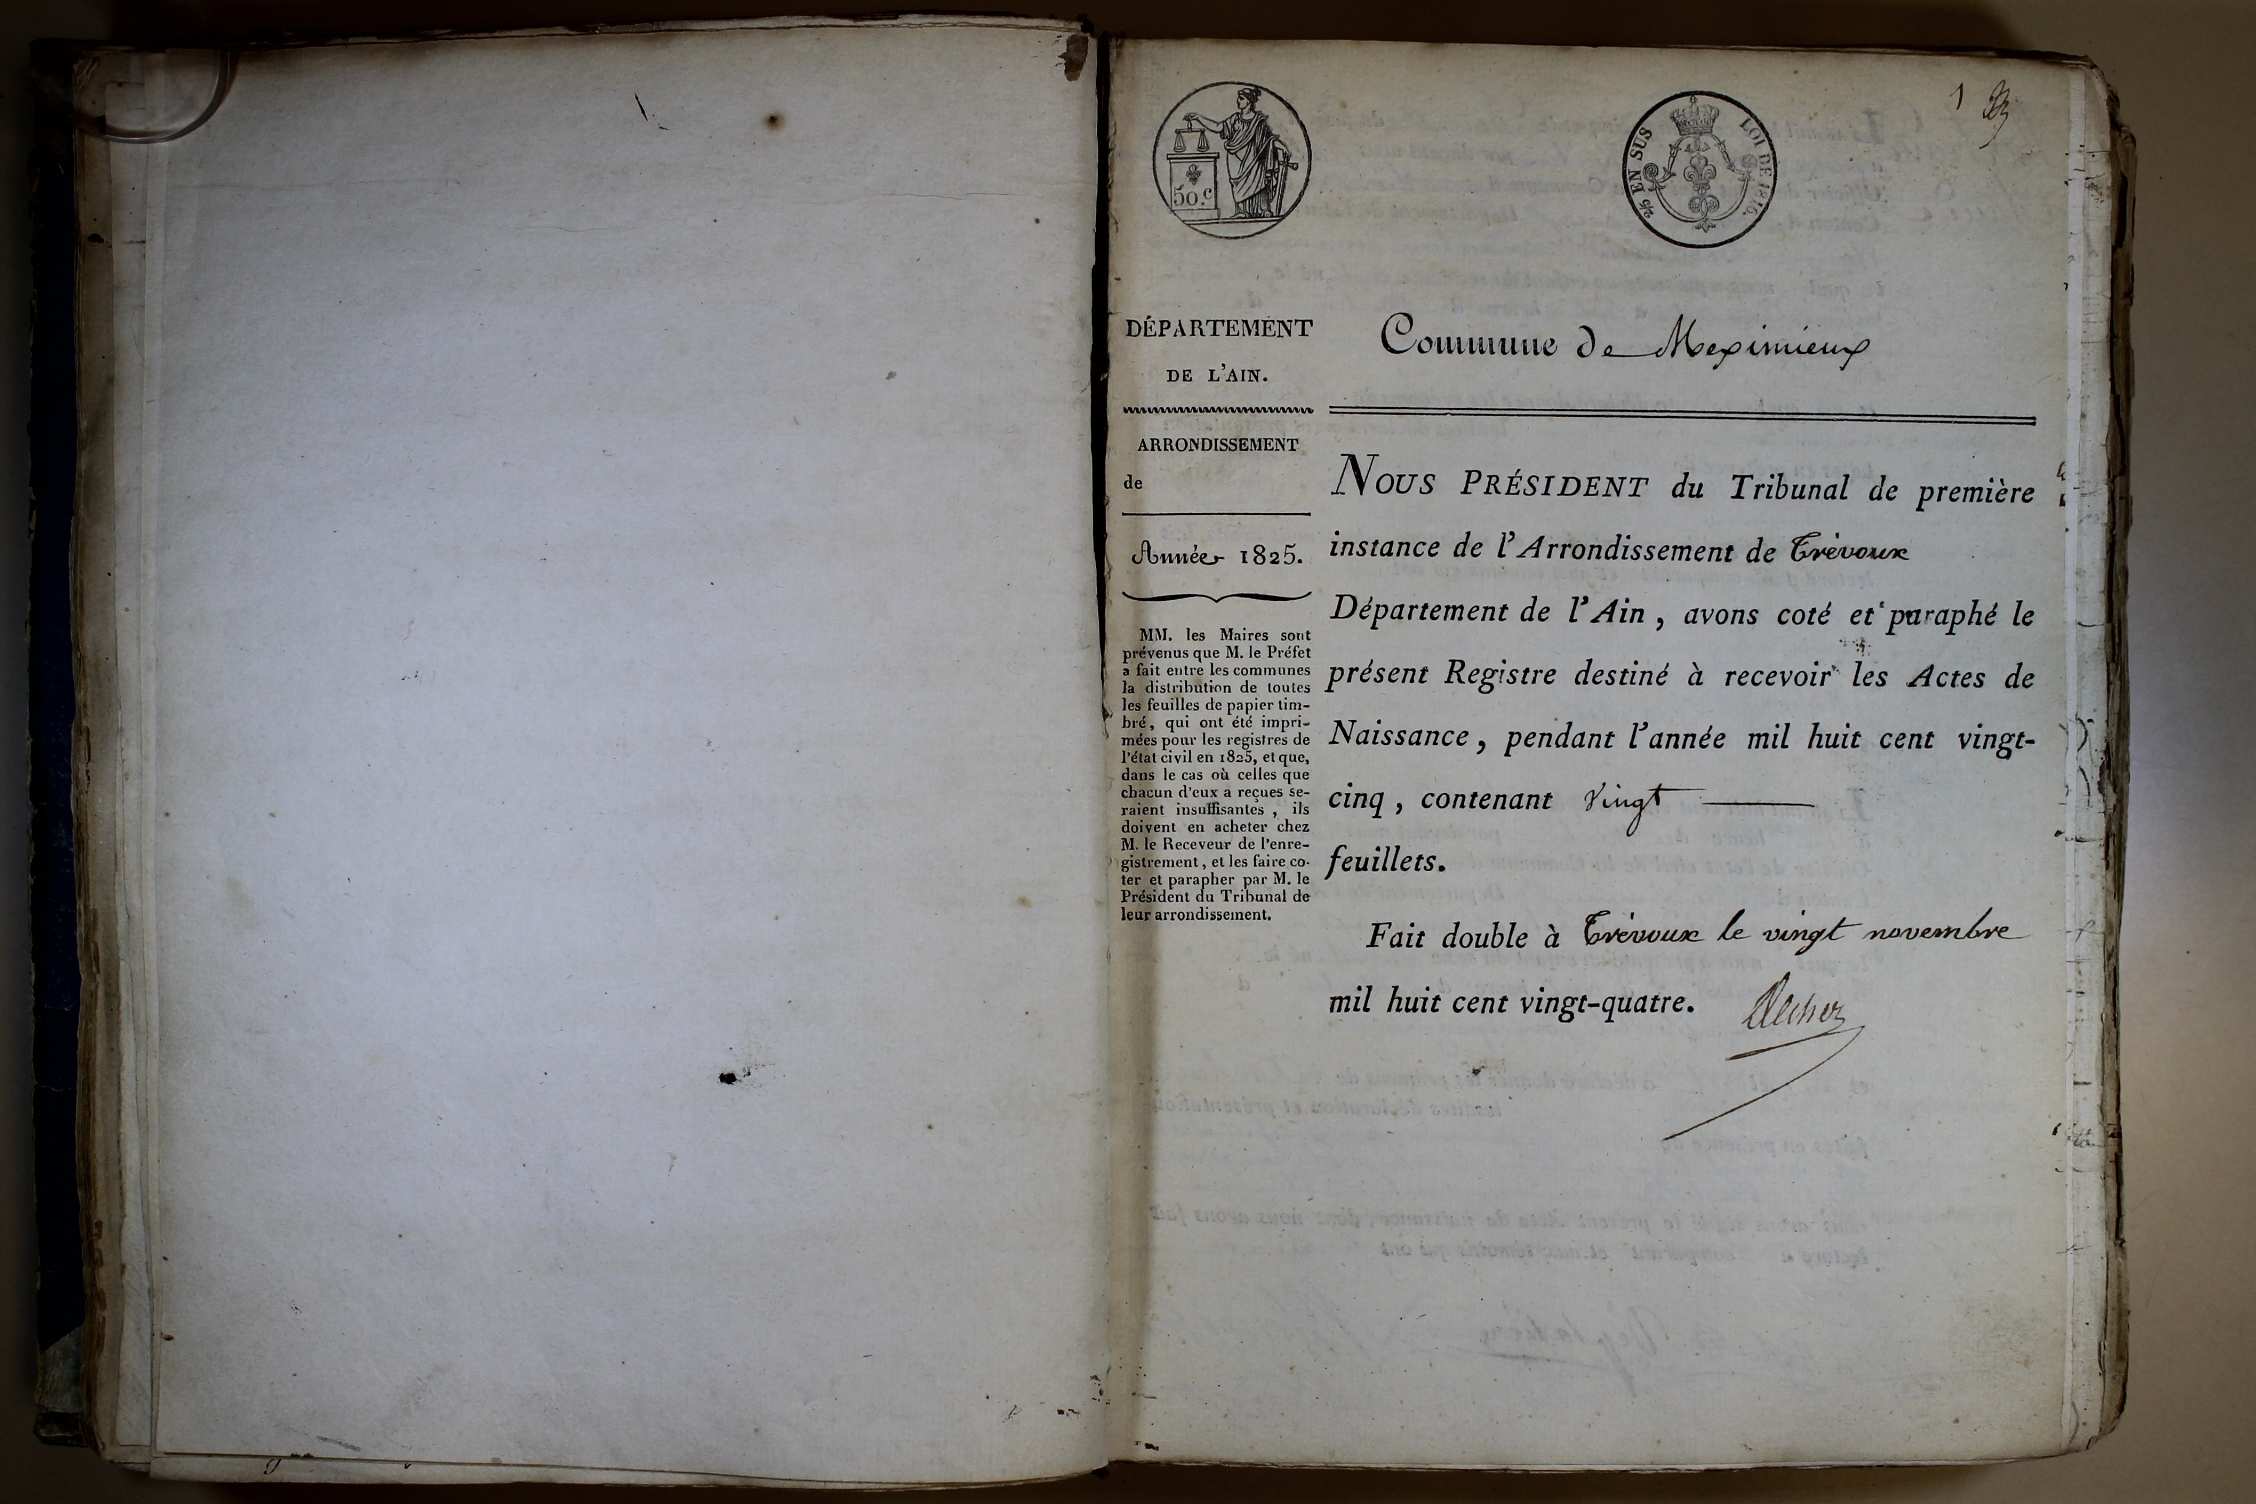 50.c
2/5 EN SUS
LOI DE 1816.
1
DÉPARTEMENT
DE L'AIN.
ARRONDISSEMENT
de
Année 1825.
MM. les Maires sont
prévenus que M. le Préfet
a fait entre les communes
la distribution de toutes
les feuilles de papier tim-
bré, qui ont été impri-
mées pour les registres de
l'état civil en 1825, et que,
dans le cas où celles que
chacun d'eux a reçues se-
raient insuffisantes, ils
doivent en acheter chez
M. le Receveur de l'enre-
gistrement, et les faire co-
ter et parapher par M. le
Président du Tribunal de
leur arrondissement.
Commune de Meximieux
NOUS PRÉSIDENT du Tribunal de première
instance de l'Arrondissement de Trévoux
Département de l'Ain, avons coté et paraphé le
présent Registre destiné à recevoir les Actes de
Naissance, pendant l'année mil huit cent vingt-
cinq, contenant vingt
feuillets.
Fait double à Trévoux le vingt novembre
mil huit cent vingt-quatre.